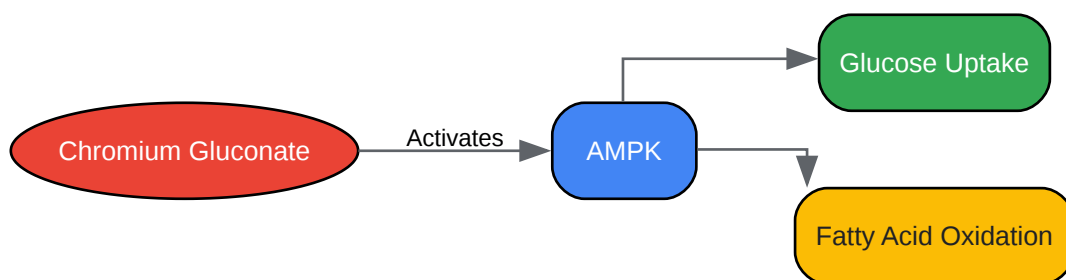 Chromium Gluconate
Activates
AMPK
Glucose Uptake
Fatty Acid Oxidation